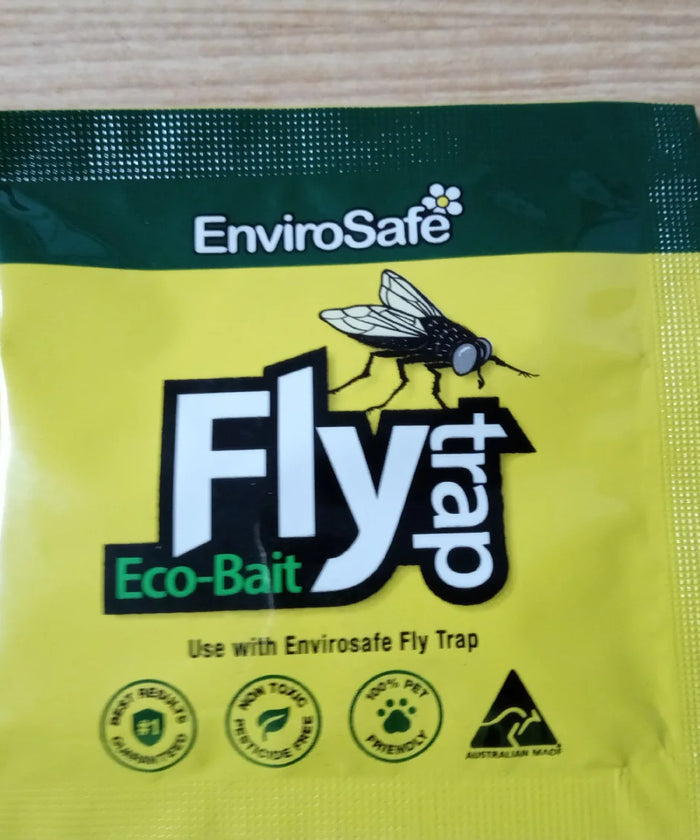 EnviroSafe
Fly
trap
Eco-Bait
Use with Envirosafe Fly Trap
BEST RESULTS
#1
GUARANTEED
NON TOXIC
PESTICIDE FREE
100% PET
FRIENDLY
AUSTRALIAN MADE